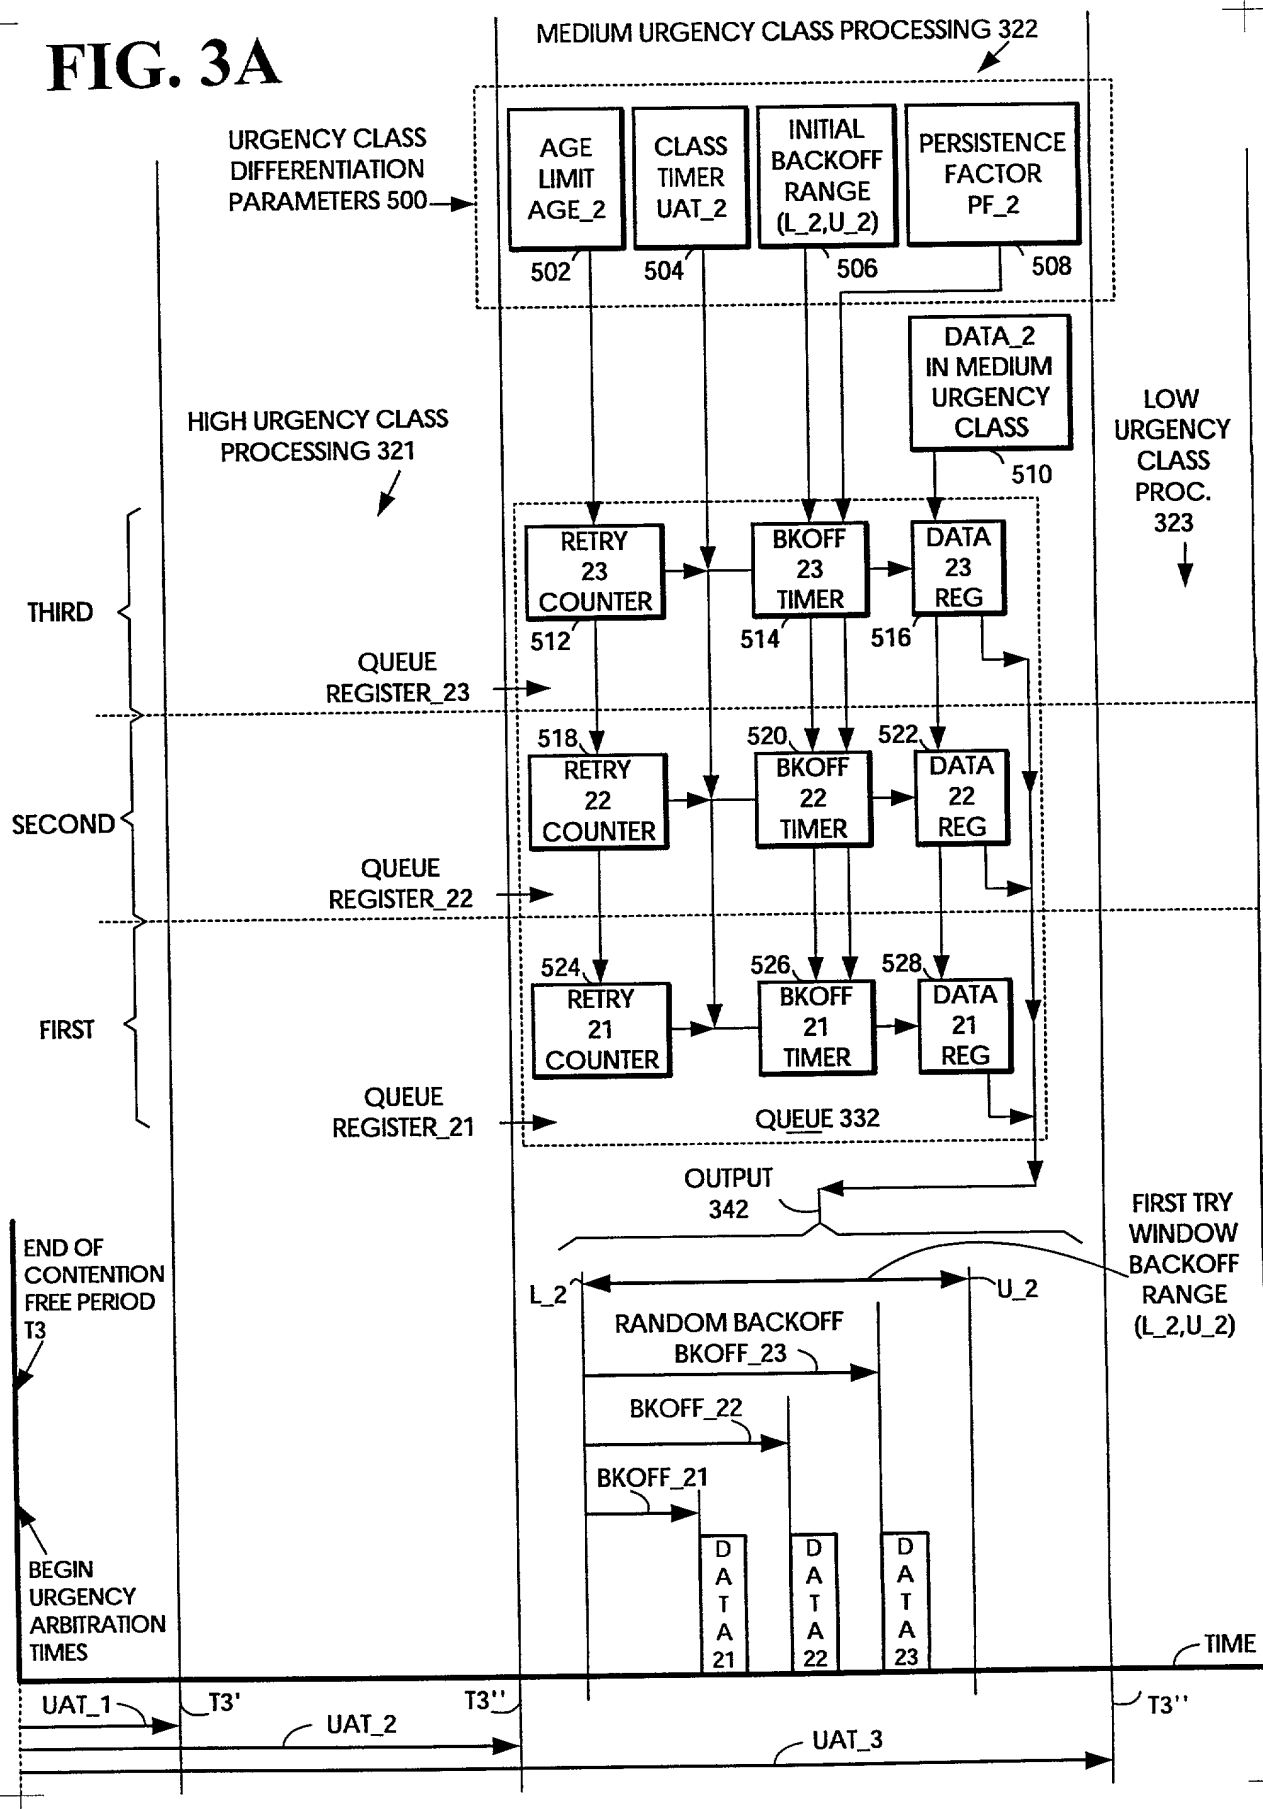 FIG. 3A
MEDIUM URGENCY CLASS PROCESSING 322
URGENCY CLASS
DIFFERENTIATION
PARAMETERS 500
AGE
LIMIT
AGE_2
502
CLASS
TIMER
UAT_2
504
INITIAL
BACKOFF
RANGE
(L_2,U_2)
506
PERSISTENCE
FACTOR
PF_2
508
DATA_2
IN MEDIUM
URGENCY
CLASS
510
HIGH URGENCY CLASS
PROCESSING 321
LOW
URGENCY
CLASS
PROC.
323
THIRD
RETRY
23
COUNTER
512
BKOFF
23
TIMER
514
DATA
23
REG
516
QUEUE
REGISTER_23
SECOND
518
RETRY
22
COUNTER
520
BKOFF
22
TIMER
522
DATA
22
REG
QUEUE
REGISTER_22
FIRST
524
RETRY
21
COUNTER
526
BKOFF
21
TIMER
528
DATA
21
REG
QUEUE
REGISTER_21
QUEUE 332
OUTPUT
342
FIRST TRY
WINDOW
BACKOFF
RANGE
(L_2,U_2)
END OF
CONTENTION
FREE PERIOD
T3
L_2
U_2
RANDOM BACKOFF
BKOFF_23
BKOFF_22
BKOFF_21
BEGIN
URGENCY
ARBITRATION
TIMES
D
A
T
A
21
D
A
T
A
22
D
A
T
A
23
TIME
UAT_1
T3'
T3''
T3''
UAT_2
UAT_3